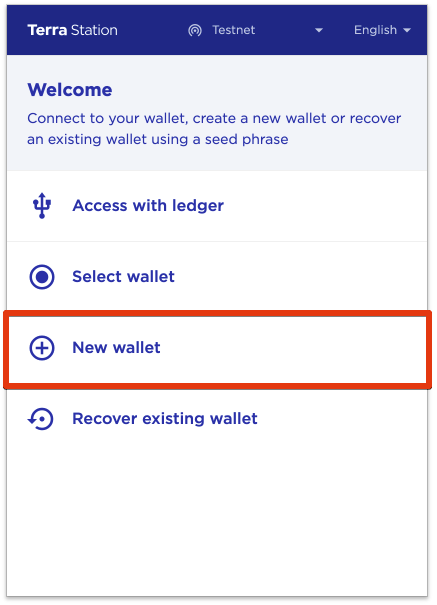 Terra Station Testnet English
Welcome
Connect to your wallet, create a new wallet or recover
an existing wallet using a seed phrase
Access with ledger
Select wallet
New wallet
Recover existing wallet